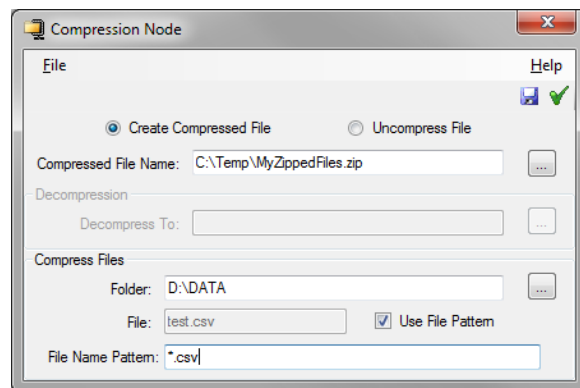 Compression Node
File Help
Create Compressed File Uncompress File
Compressed File Name: C:\Temp\MyZippedFiles.zip ...
Decompression
Decompress To: ...
Compress Files
Folder: D:\DATA ...
File: test.csv Use File Pattern
File Name Pattern: *.csv